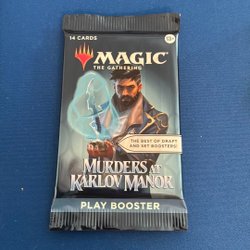 14 CARDS
13+
MAGIC
THE GATHERING
THE BEST OF DRAFT
AND SET BOOSTERS!
MURDERS AT
KARLOV MANOR
PLAY BOOSTER